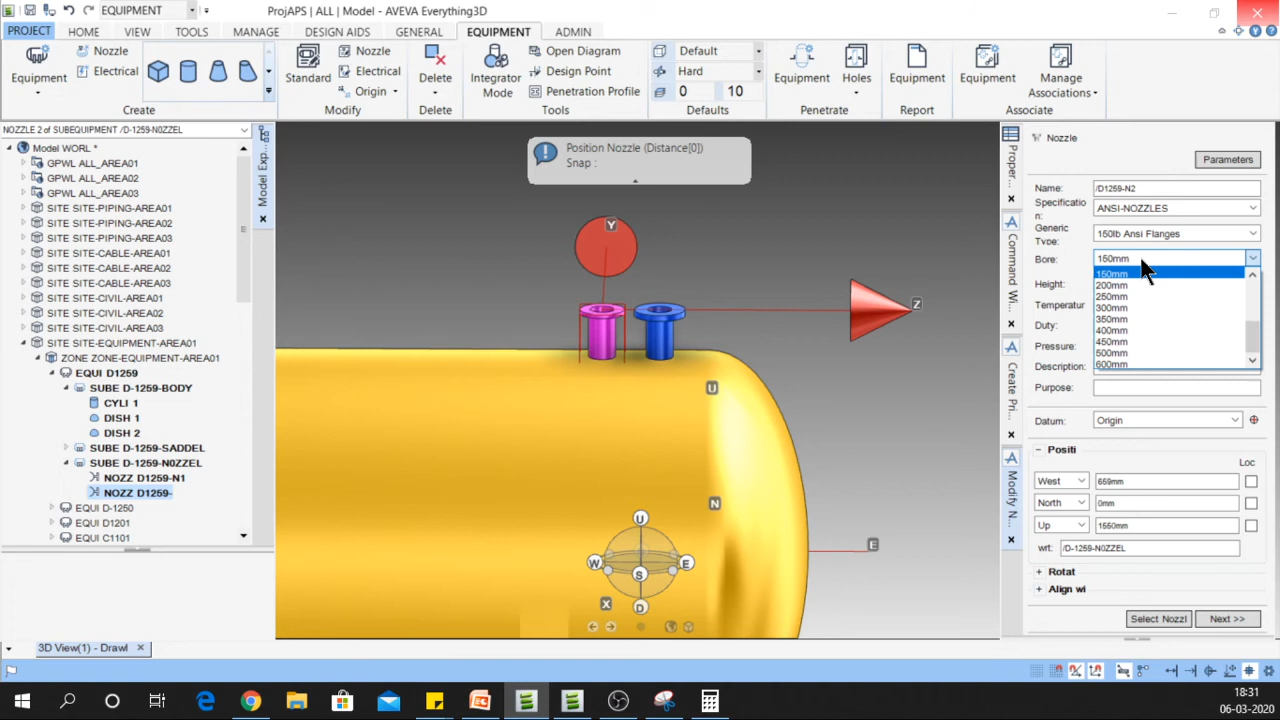 EQUIPMENT
ProjAPS | ALL | Model - AVEVA Everything3D
PROJECT
HOME
VIEW
TOOLS
MANAGE
DESIGN AIDS
GENERAL
EQUIPMENT
ADMIN
Equipment
Nozzle
Electrical
Create
Standard
Nozzle
Electrical
Origin
Modify
Delete
Delete
Integrator
Mode
Open Diagram
Design Point
Penetration Profile
Tools
Default
Hard
0 10
Defaults
Equipment
Holes
Penetrate
Equipment
Report
Equipment
Manage
Associations
Associate
NOZZLE 2 of SUBEQUIPMENT /D-1259-N0ZZEL
Model WORL *
GPWL ALL_AREA01
GPWL ALL_AREA02
GPWL ALL_AREA03
SITE SITE-PIPING-AREA01
SITE SITE-PIPING-AREA02
SITE SITE-PIPING-AREA03
SITE SITE-CABLE-AREA01
SITE SITE-CABLE-AREA02
SITE SITE-CABLE-AREA03
SITE SITE-CIVIL-AREA01
SITE SITE-CIVIL-AREA02
SITE SITE-CIVIL-AREA03
SITE SITE-EQUIPMENT-AREA01
ZONE ZONE-EQUIPMENT-AREA01
EQUI D1259
SUBE D-1259-BODY
CYLI 1
DISH 1
DISH 2
SUBE D-1259-SADDEL
SUBE D-1259-N0ZZEL
NOZZ D1259-N1
NOZZ D1259-
EQUI D-1250
EQUI D1201
EQUI C1101
Model Exp...
Position Nozzle (Distance[0])
Snap :
Y
Z
U
N
E
U
W
E
S
X
D
Proper...
Command Wi...
Create Pri...
Modify N...
Nozzle
Parameters
Name: /D1259-N2
Specificatio
n: ANSI-NOZZLES
Generic
Type: 150lb Ansi Flanges
Bore: 150mm
150mm
200mm
250mm
300mm
350mm
400mm
450mm
500mm
600mm
Height:
Temperatur
Duty:
Pressure:
Description:
Purpose:
Datum: Origin
Positi
Loc
West 659mm
North 0mm
Up 1550mm
wrt: /D-1259-N0ZZEL
Rotat
Align wi
Select Nozzl
Next >>
3D View(1) - Drawl
18:31
06-03-2020